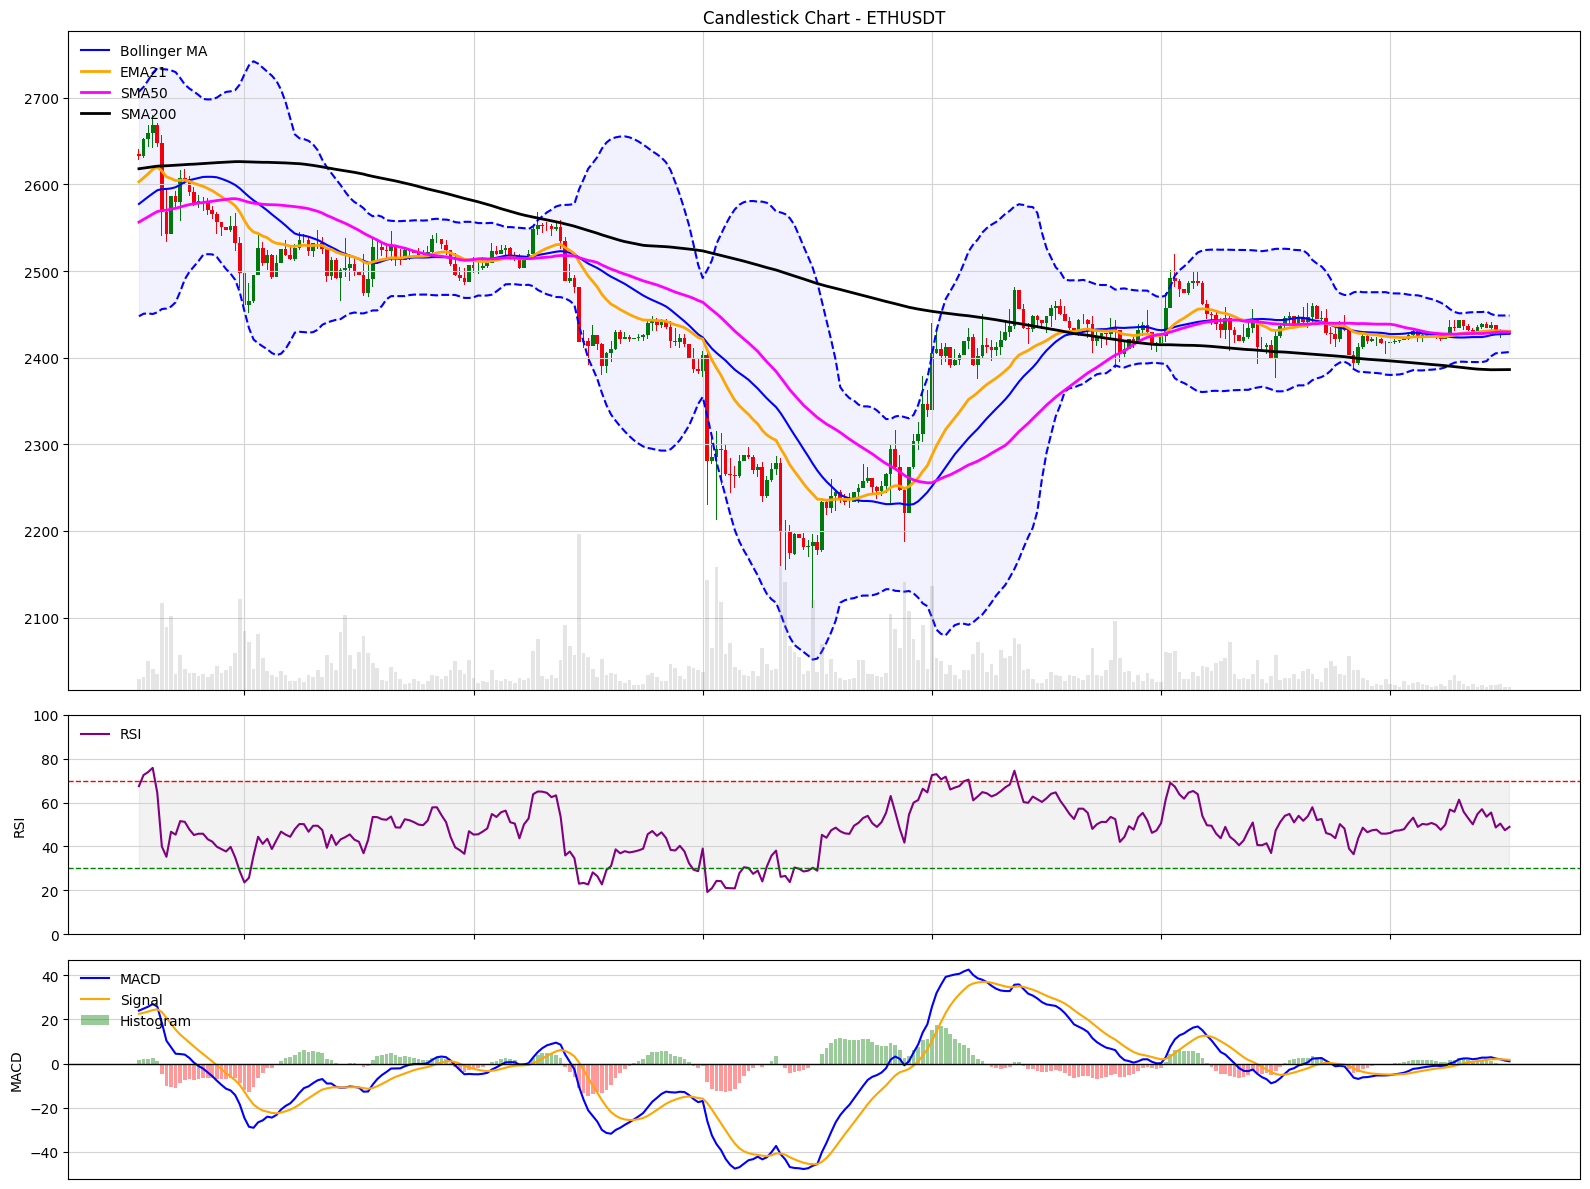 Candlestick Chart - ETHUSDT
Bollinger MA
EMA21
SMA50
SMA200
2700
2600
2500
2400
2300
2200
2100
RSI
100
80
60
40
20
0
RSI
MACD
Signal
Histogram
40
20
0
−20
−40
MACD